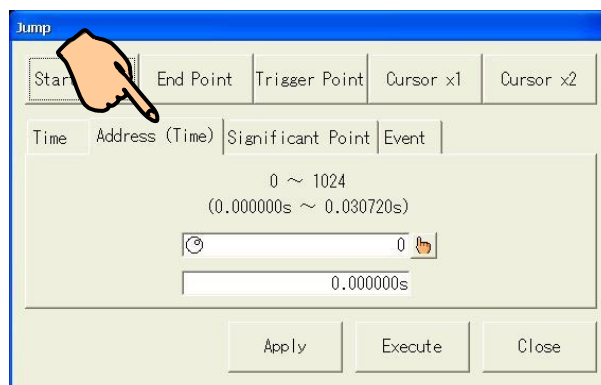 Jump
End Point Trigger Point Cursor x1 Cursor x2
Time Address (Time) Significant Point Event
0 ～ 1024
(0.000000s ～ 0.030720s)
0
0.000000s
Apply Execute Close